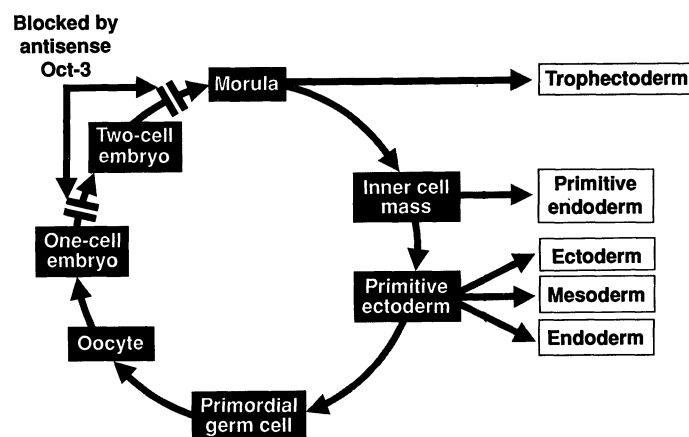 Blocked by
antisense
Oct-3
Morula
Trophectoderm
Two-cell
embryo
Inner cell
mass
Primitive
endoderm
One-cell
embryo
Ectoderm
Primitive
ectoderm
Mesoderm
Endoderm
Oocyte
Primordial
germ cell